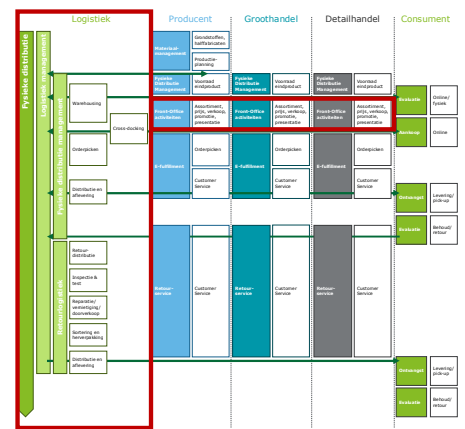 Logistiek
Producent
Groothandel
Detailhandel
Consument
Fysieke distributie
Logistiek management
Fysieke distributie management
Retourlogistiek
Warehousing
Cross-docking
Orderpicken
Distributie en
aflevering
Retour-
distributie
Inspectie &
test
Reparatie/
vernietiging/
doorverkoop
Sortering en
herverpakking
Distributie en
aflevering
Materiaal-
management
Grondstoffen,
halffabricaten
Productie-
planning
Fysieke
Distributie
Management
Voorraad
eindproduct
Front-Office
activiteiten
Assortiment,
prijs, verkoop,
promotie,
presentatie
E-fulfillment
Orderpicken
Customer
Service
Retour-
service
Customer
Service
Fysieke
Distributie
Management
Voorraad
eindproduct
Front-Office
activiteiten
Assortiment,
prijs, verkoop,
promotie,
presentatie
E-fulfillment
Orderpicken
Customer
Service
Retour-
service
Customer
Service
Fysieke
Distributie
Management
Voorraad
eindproduct
Front-Office
activiteiten
Assortiment,
prijs, verkoop,
promotie,
presentatie
E-fulfillment
Orderpicken
Customer
Service
Retour-
service
Customer
Service
Evaluatie
Online/
fysiek
Aankoop
Online
Ontvangst
Levering/
pick-up
Evaluatie
Behoud/
retour
Ontvangst
Levering/
pick-up
Evaluatie
Behoud/
retour